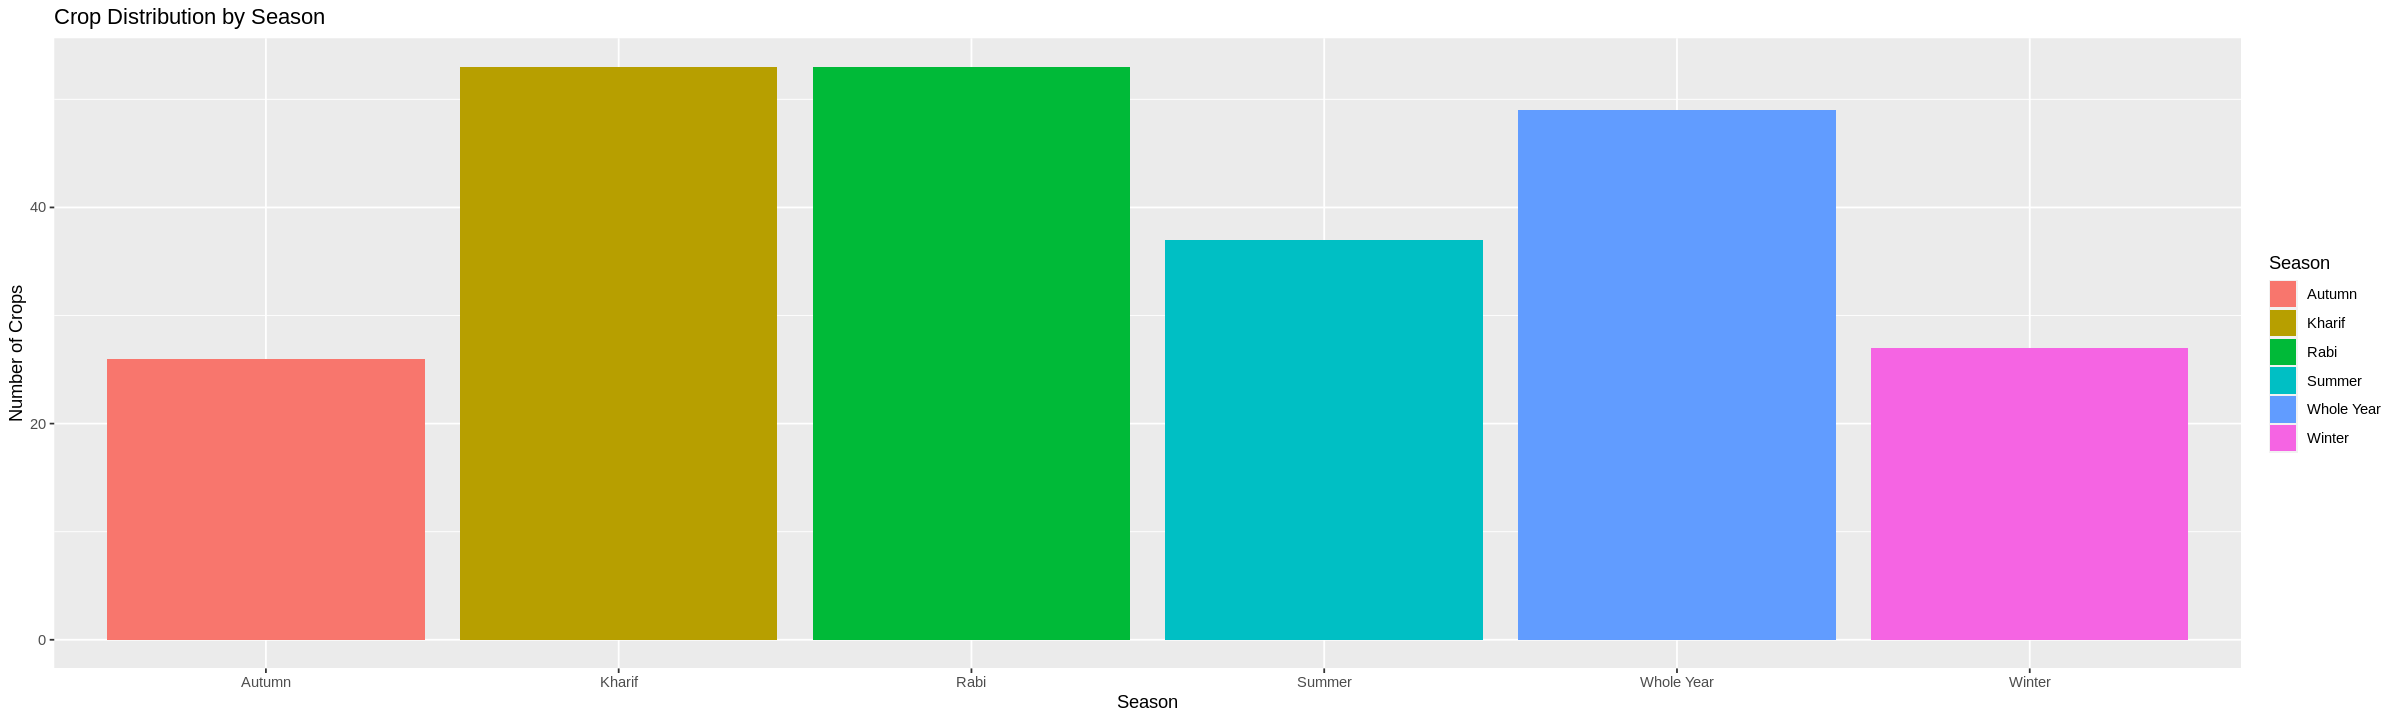 Crop Distribution by Season
Number of Crops
40
20
0
Autumn
Kharif
Rabi
Summer
Whole Year
Winter
Season
Season
Autumn
Kharif
Rabi
Summer
Whole Year
Winter